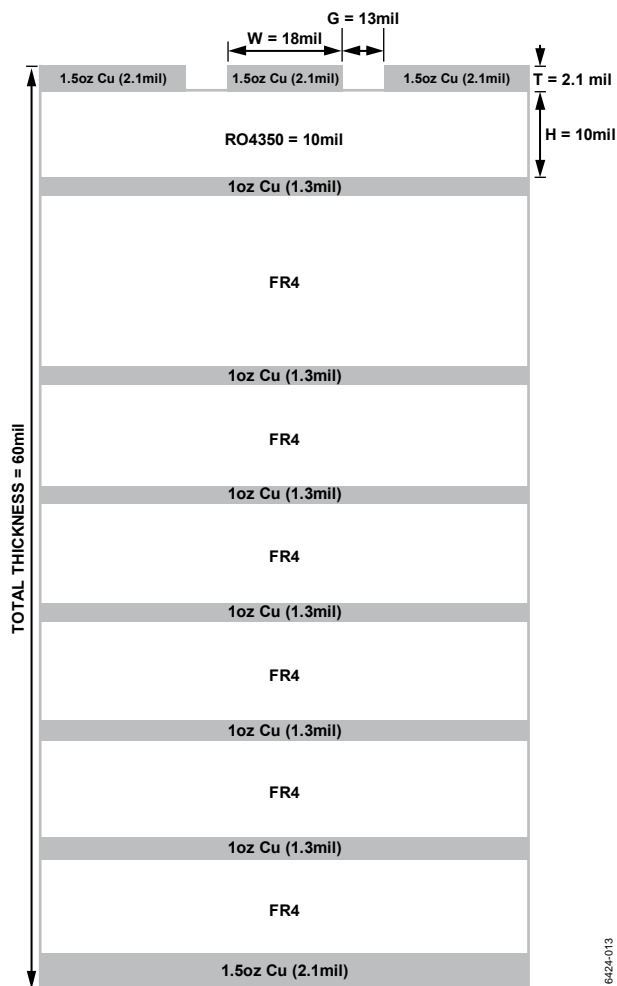 G = 13mil
W = 18mil
1.5oz Cu (2.1mil)
1.5oz Cu (2.1mil)
1.5oz Cu (2.1mil)
T = 2.1 mil
RO4350 = 10mil
H = 10mil
1oz Cu (1.3mil)
FR4
1oz Cu (1.3mil)
FR4
1oz Cu (1.3mil)
FR4
1oz Cu (1.3mil)
FR4
1oz Cu (1.3mil)
FR4
1oz Cu (1.3mil)
FR4
1.5oz Cu (2.1mil)
TOTAL THICKNESS = 60mil
6424-013